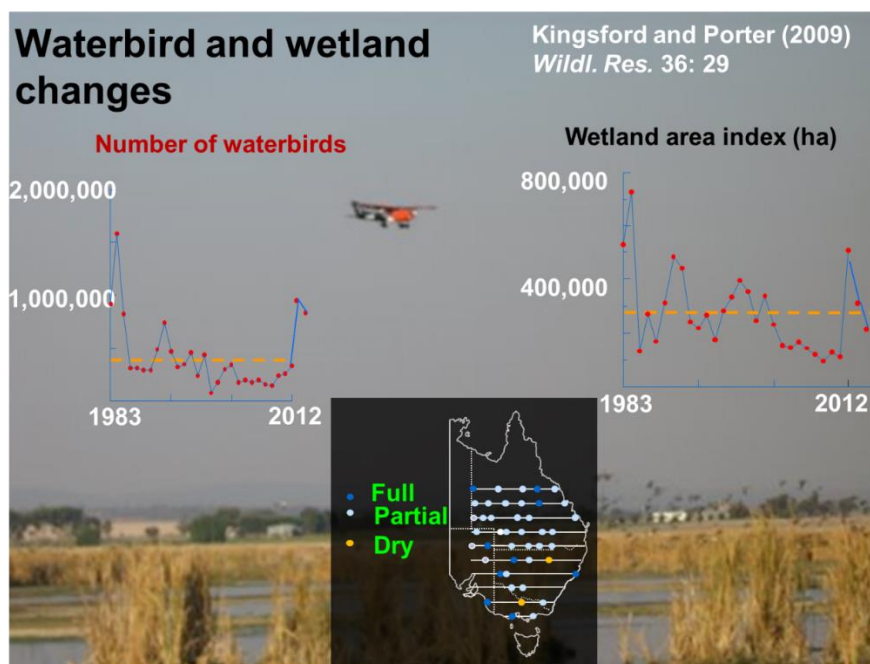 Waterbird and wetland
changes
Kingsford and Porter (2009)
Wildl. Res. 36: 29
Number of waterbirds
2,000,000
1,000,000
1983
2012
Wetland area index (ha)
800,000
400,000
1983
2012
Full
Partial
Dry